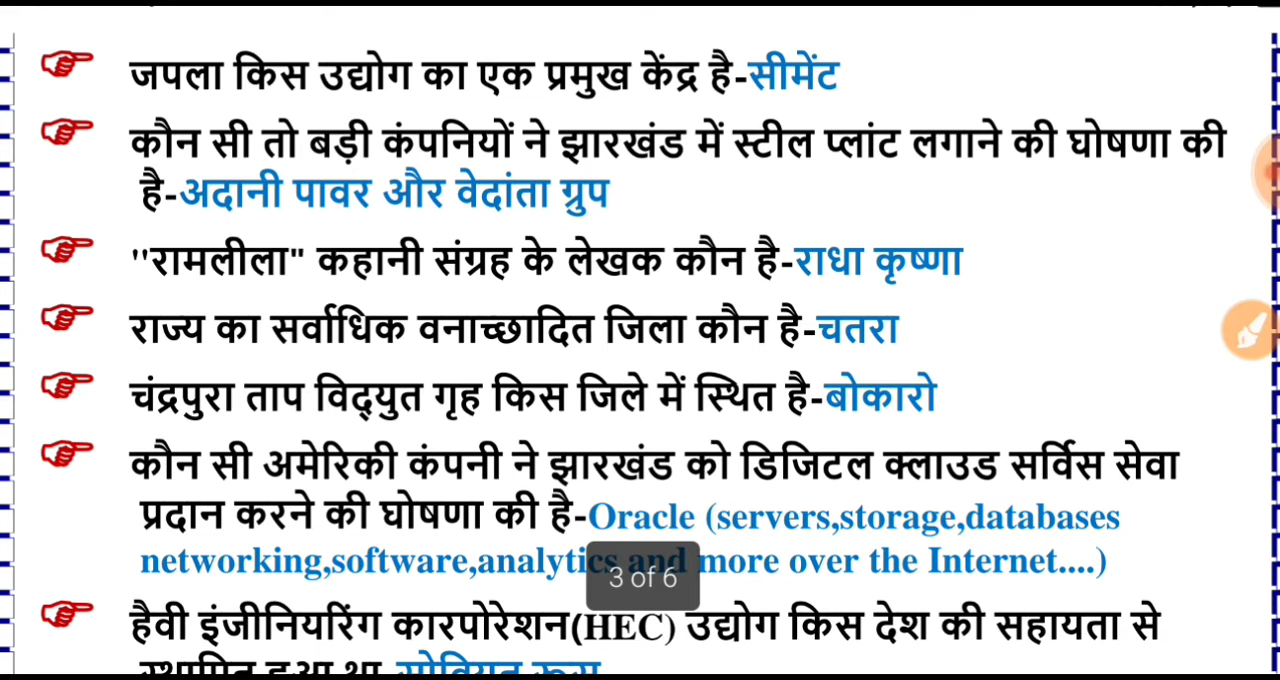 जपला किस उद्योग का एक प्रमुख केंद्र है-सीमेंट
कौन सी तो बड़ी कंपनियों ने झारखंड में स्टील प्लांट लगाने की घोषणा की
है-अदानी पावर और वेदांता ग्रुप
''रामलीला" कहानी संग्रह के लेखक कौन है-राधा कृष्णा
राज्य का सर्वाधिक वनाच्छादित जिला कौन है-चतरा
चंद्रपुरा ताप विद्युत गृह किस जिले में स्थित है-बोकारो
कौन सी अमेरिकी कंपनी ने झारखंड को डिजिटल क्लाउड सर्विस सेवा
प्रदान करने की घोषणा की है-Oracle (servers,storage,databases
networking,software,analytics and more over the Internet....)
3 of 6
हैवी इंजीनियरिंग कारपोरेशन(HEC) उद्योग किस देश की सहायता से
स्थापित हुआ था-सोवियत रूस